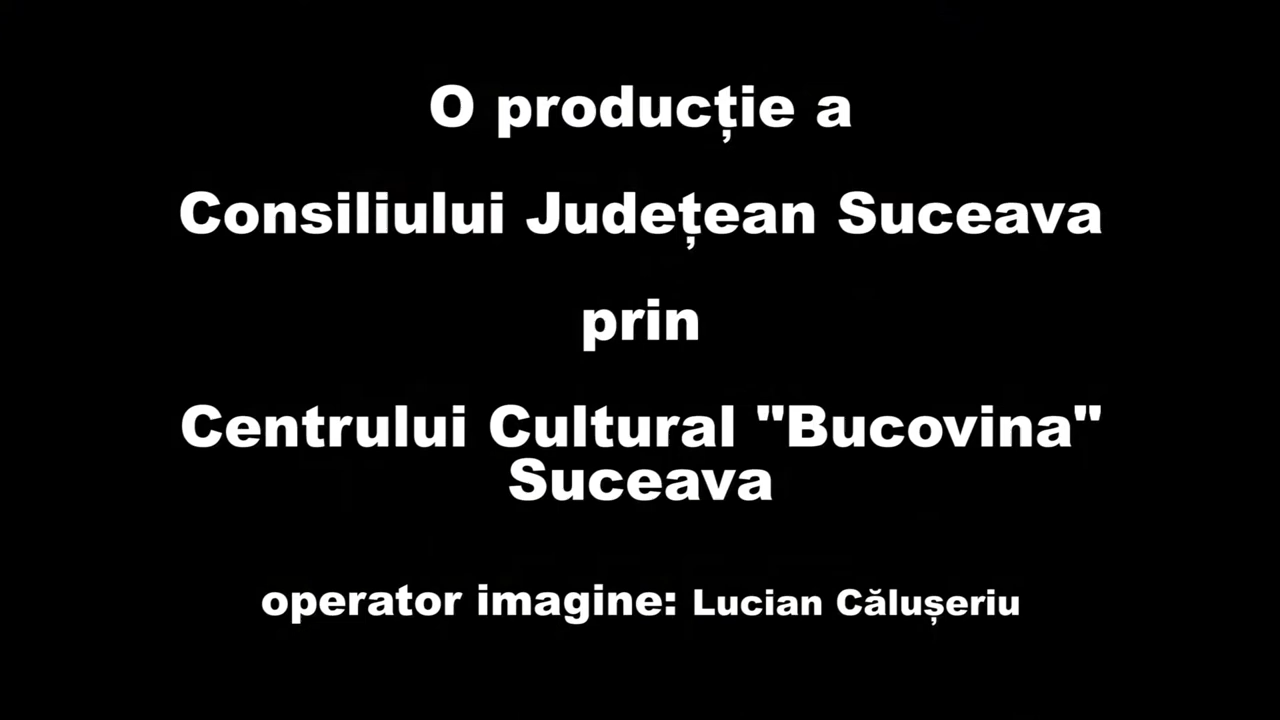 O producție a
Consiliului Județean Suceava
prin
Centrului Cultural "Bucovina"
Suceava
operator imagine: Lucian Călușeriu